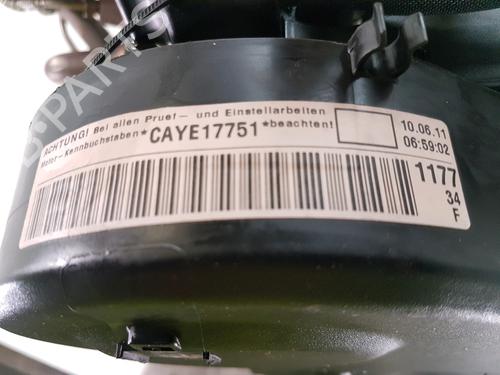 B-PARTS
ACHTUNG! Bei allen Pruef- und Einstellarbeiten
Motor-Kennbuchstaben *CAYE17751* beachten!
10.06.11
06:59:02
1177
34
F